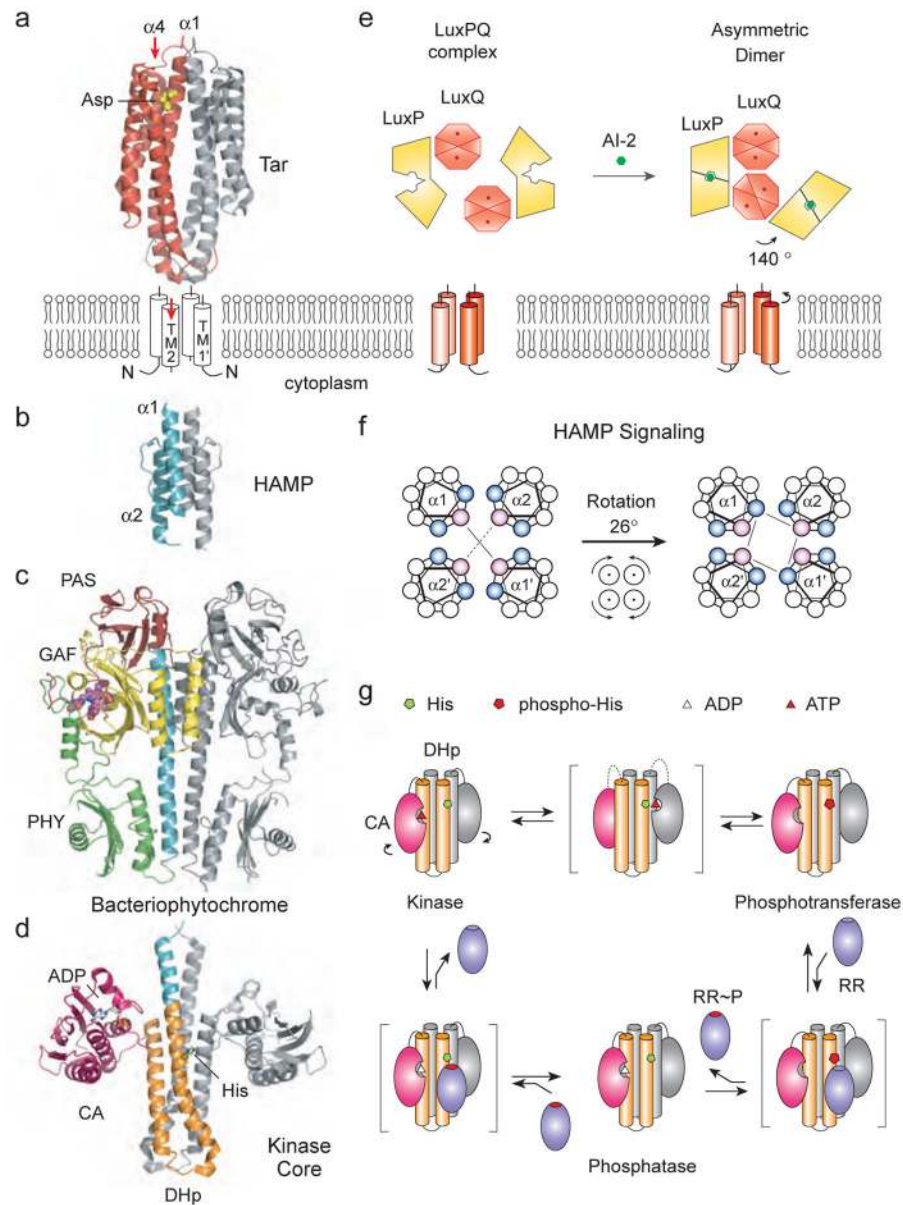 a
α4
α1
Asp
Tar
TM2
TM1'
N
N
cytoplasm
b
α1
HAMP
α2
c
PAS
GAF
PHY
Bacteriophytochrome
d
ADP
His
CA
Kinase
Core
DHp
e
LuxPQ
complex
Asymmetric
Dimer
LuxP
LuxQ
AI-2
LuxP
LuxQ
140 °
f
HAMP Signaling
α1
α2
α2'
α1'
Rotation
26°
α1
α2
α2'
α1'
g
His
phospho-His
ADP
ATP
DHp
CA
Kinase
Phosphotransferase
RR~P
RR
Phosphatase